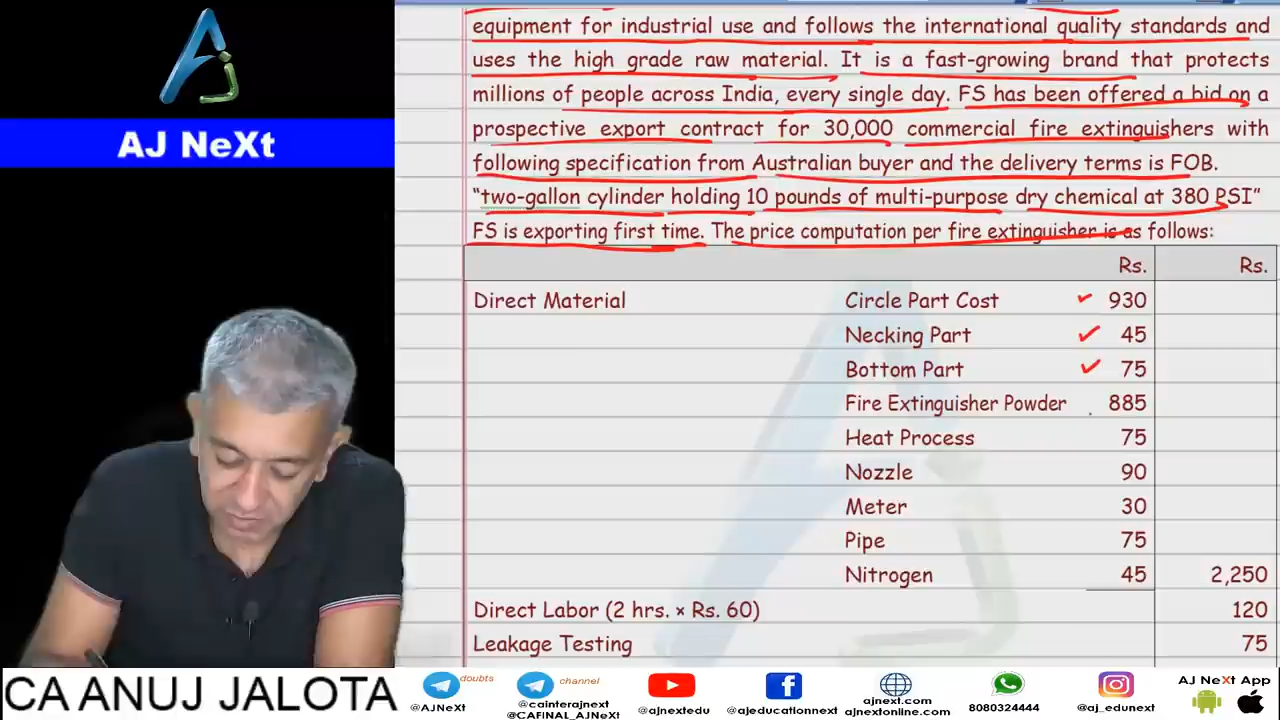 AJ NeXt
equipment for industrial use and follows the international quality standards and
uses the high grade raw material. It is a fast-growing brand that protects
millions of people across India, every single day. FS has been offered a bid on a
prospective export contract for 30,000 commercial fire extinguishers with
following specification from Australian buyer and the delivery terms is FOB.
“two-gallon cylinder holding 10 pounds of multi-purpose dry chemical at 380 PSI”
FS is exporting first time. The price computation per fire extinguisher is as follows:
Rs. Rs.
Direct Material Circle Part Cost 930
Necking Part 45
Bottom Part 75
Fire Extinguisher Powder 885
Heat Process 75
Nozzle 90
Meter 30
Pipe 75
Nitrogen 45 2,250
Direct Labor (2 hrs. × Rs. 60) 120
Leakage Testing 75
CA ANUJ JALOTA
doubts
@AJNeXt
channel
@cainterajnext
@CAFINAL_AJNeXt
@ajnextedu
@ajeducationnext
ajnext.com
ajnextonline.com
8080324444
@aj_edunext
AJ NeXt App